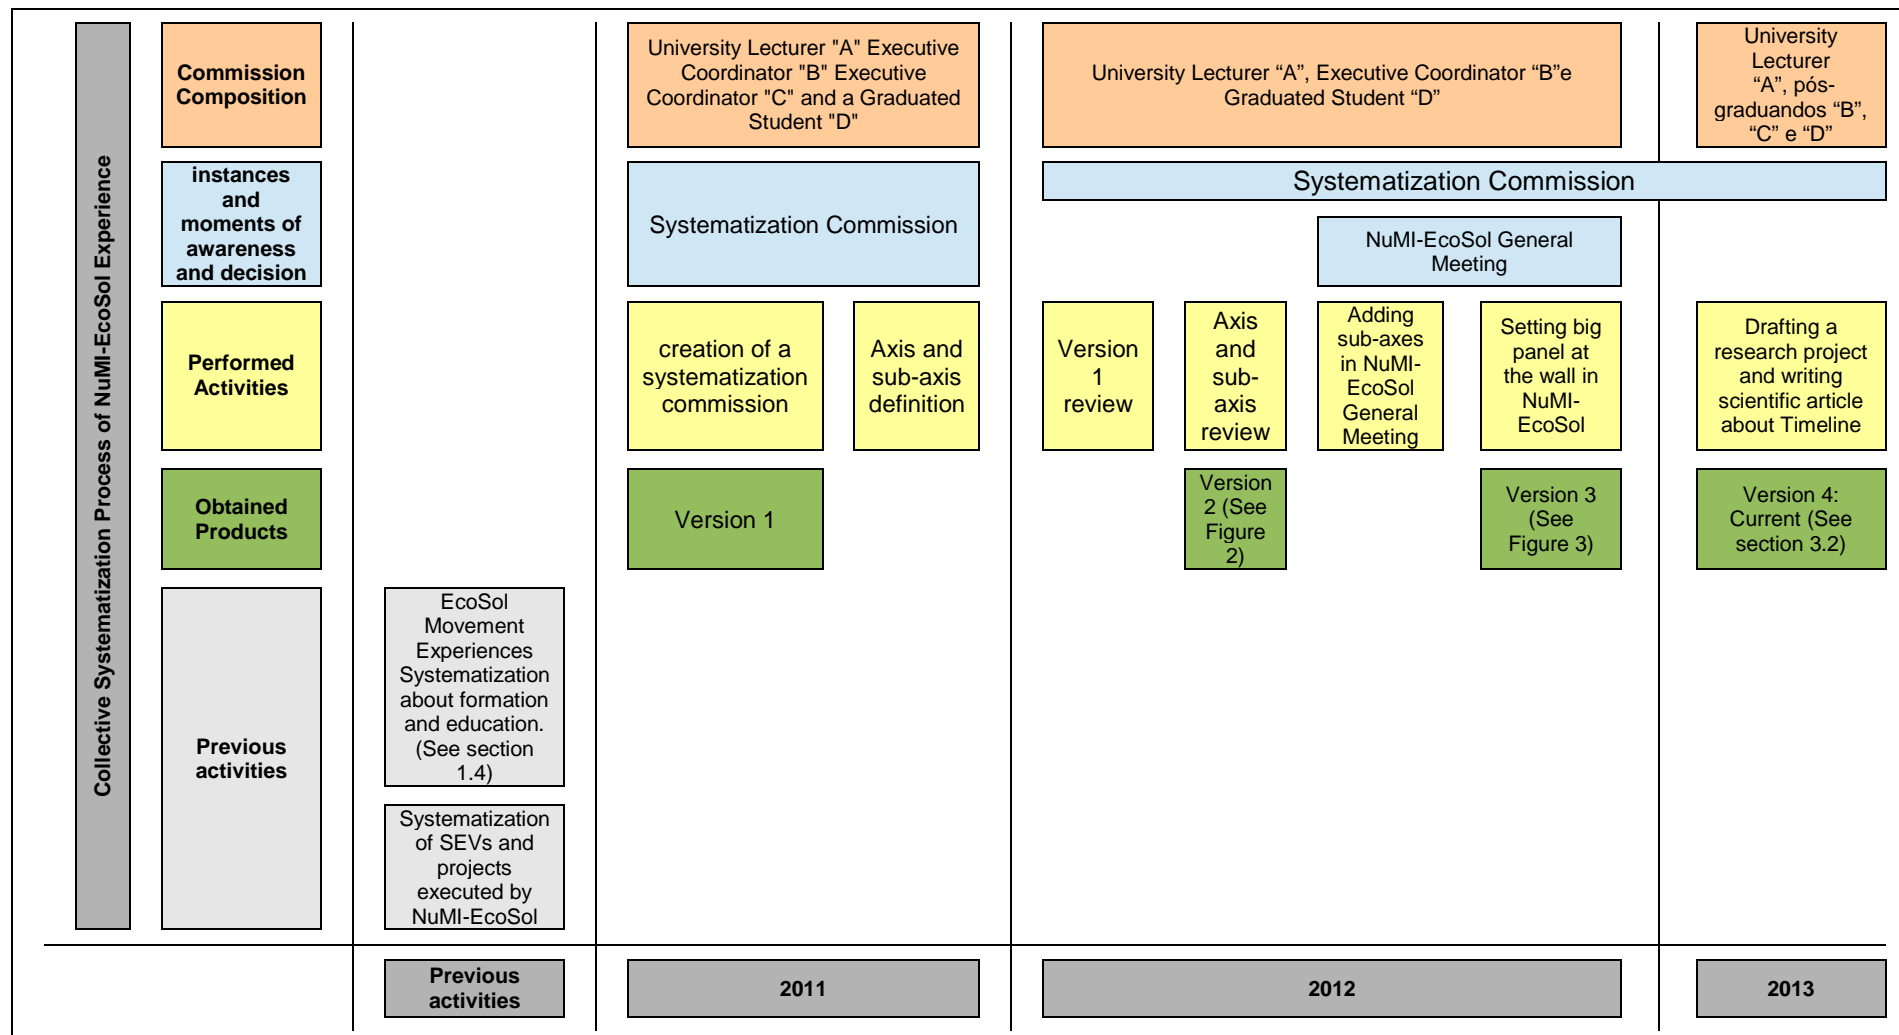 Collective Systematization Process of NuMI-EcoSol Experience
Commission
Composition
University Lecturer "A" Executive
Coordinator "B" Executive
Coordinator "C" and a Graduated
Student "D"
University Lecturer “A”, Executive Coordinator “B”e
Graduated Student “D”
University
Lecturer
“A”, pós-
graduandos “B”,
“C” e “D”
instances
and
moments of
awareness
and decision
Systematization Commission
Systematization Commission
NuMI-EcoSol General
Meeting
Performed
Activities
creation of a
systematization
commission
Axis and
sub-axis
definition
Version
1
review
Axis
and
sub-
axis
review
Adding
sub-axes
in NuMI-
EcoSol
General
Meeting
Setting big
panel at
the wall in
NuMI-
EcoSol
Drafting a
research project
and writing
scientific article
about Timeline
Obtained
Products
Version 1
Version
2 (See
Figure
2)
Version 3
(See
Figure 3)
Version 4:
Current (See
section 3.2)
Previous
activities
EcoSol
Movement
Experiences
Systematization
about formation
and education.
(See section
1.4)
Systematization
of SEVs and
projects
executed by
NuMI-EcoSol
Previous
activities
2011
2012
2013